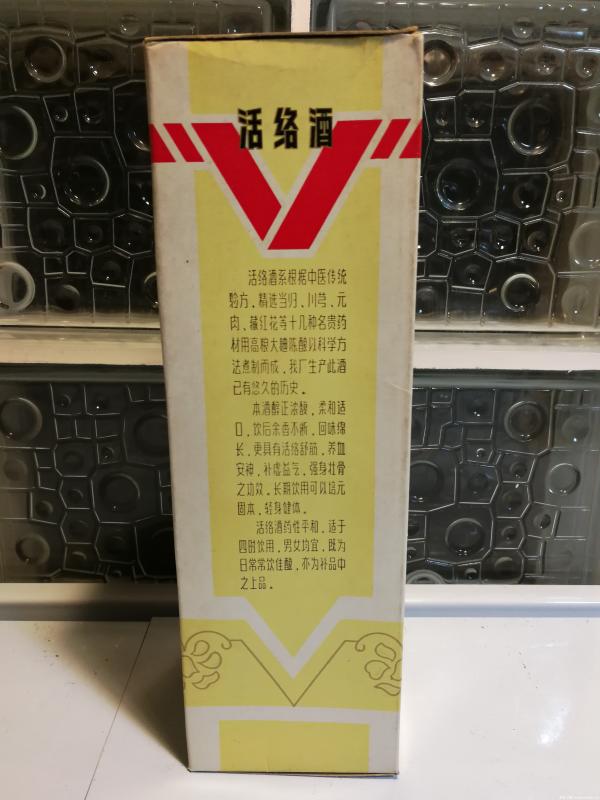 活络酒
活络酒系根据中医传统
验方，精选当归、川芎、元
肉、藏红花等十几种名贵药
材用高粮大曲陈酿以科学方
法煮制而成，我厂生产此酒
已有悠久的历史。
本酒醇正浓馥，柔和适
口，饮后余香不断，回味绵
长，更具有活络舒筋，养血
安神，补虚益气，强身壮骨
之功效，长期饮用可以培元
固本，轻身健体。
活络酒药性平和，适于
四时饮用，男女均宜，既为
日常常饮佳酿，亦为补品中
之上品。